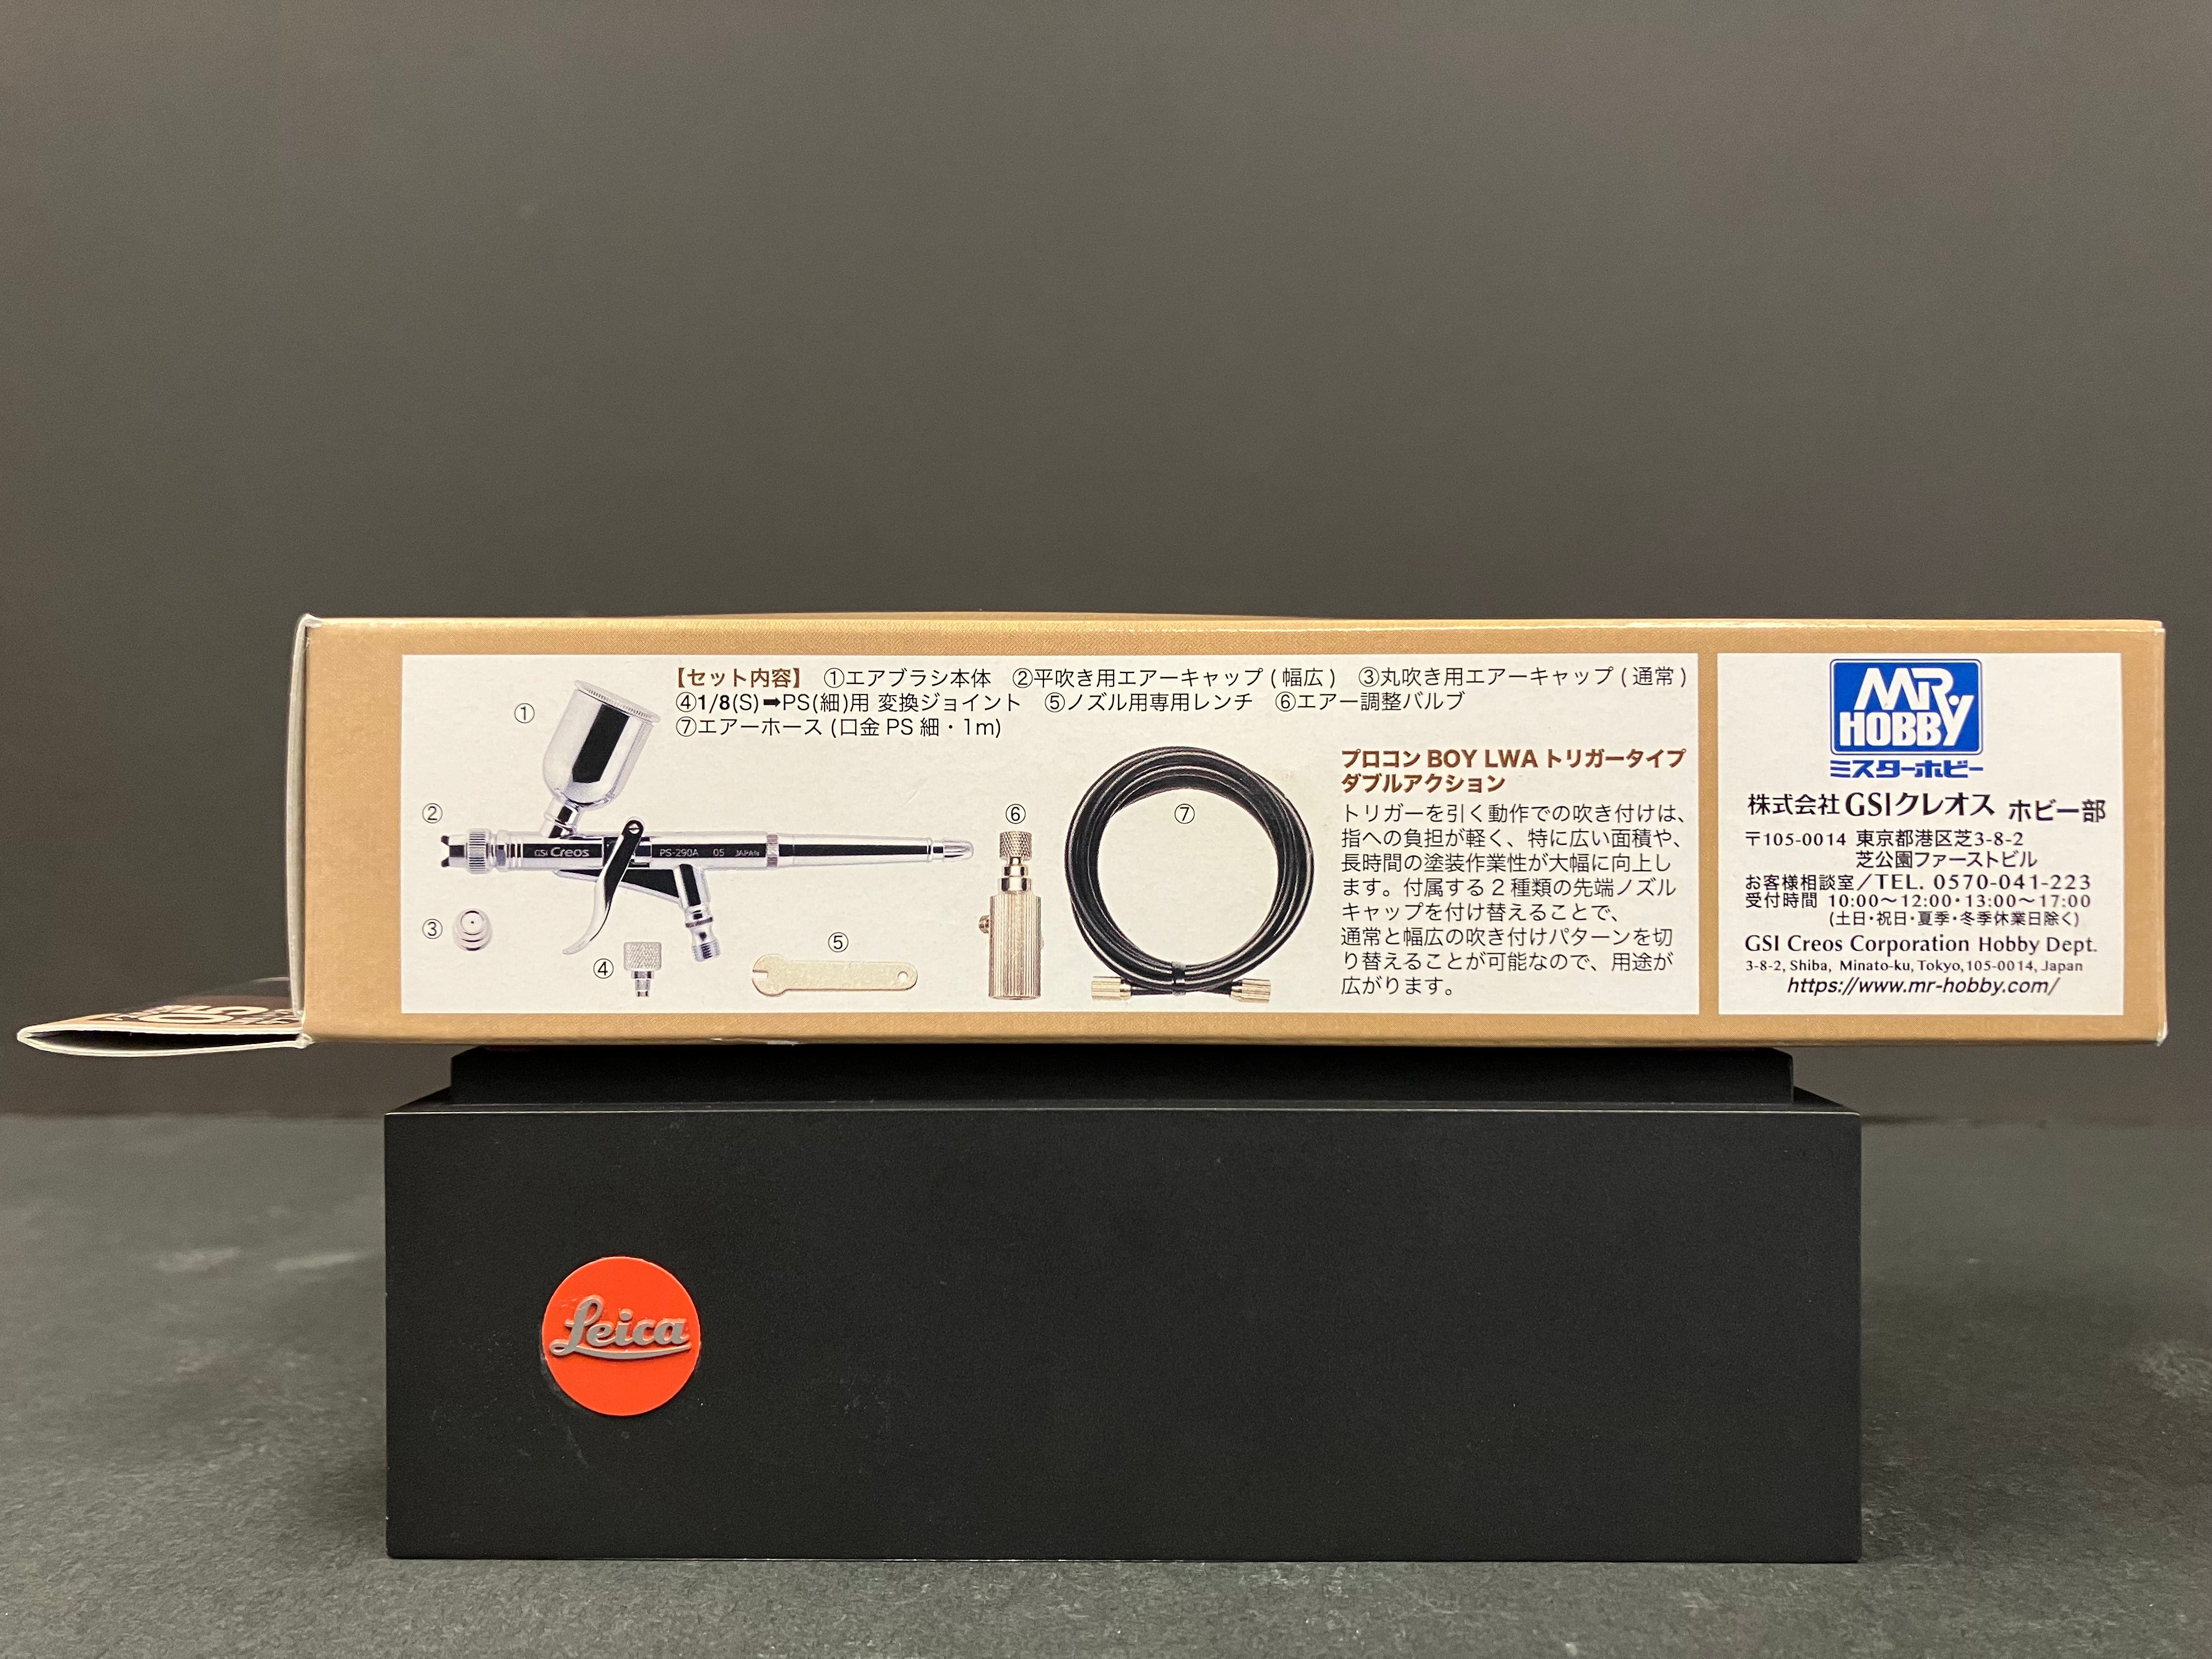 【セット内容】 ①エアブラシ本体 ②平吹き用エアーキャップ(幅広) ③丸吹き用エアーキャップ(通常)
④1/8(S)➡PS(細)用 変換ジョイント ⑤ノズル用専用レンチ ⑥エアー調整バルブ
⑦エアーホース(口金PS細・1m)
①
②
③
④
⑤
⑥
⑦
GSI Creos PS-290A 05 JAPAN
プロコン BOY LWA トリガータイプ
ダブルアクション
トリガーを引く動作での吹き付けは、
指への負担が軽く、特に広い面積や、
長時間の塗装作業性が大幅に向上し
ます。付属する2種類の先端ノズル
キャップを付け替えることで、
通常と幅広の吹き付けパターンを切
り替えることが可能なので、用途が
広がります。
MR.
HOBBY
ミスターホビー
株式会社GSIクレオス ホビー部
〒105-0014 東京都港区芝3-8-2
芝公園ファーストビル
お客様相談室/TEL. 0570-041-223
受付時間 10:00〜12:00・13:00〜17:00
(土日・祝日・夏季・冬季休業日除く)
GSI Creos Corporation Hobby Dept.
3-8-2, Shiba, Minato-ku, Tokyo, 105-0014, Japan
https://www.mr-hobby.com/
Leica